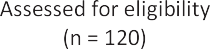 Assessed for eligibility
(n = 120)